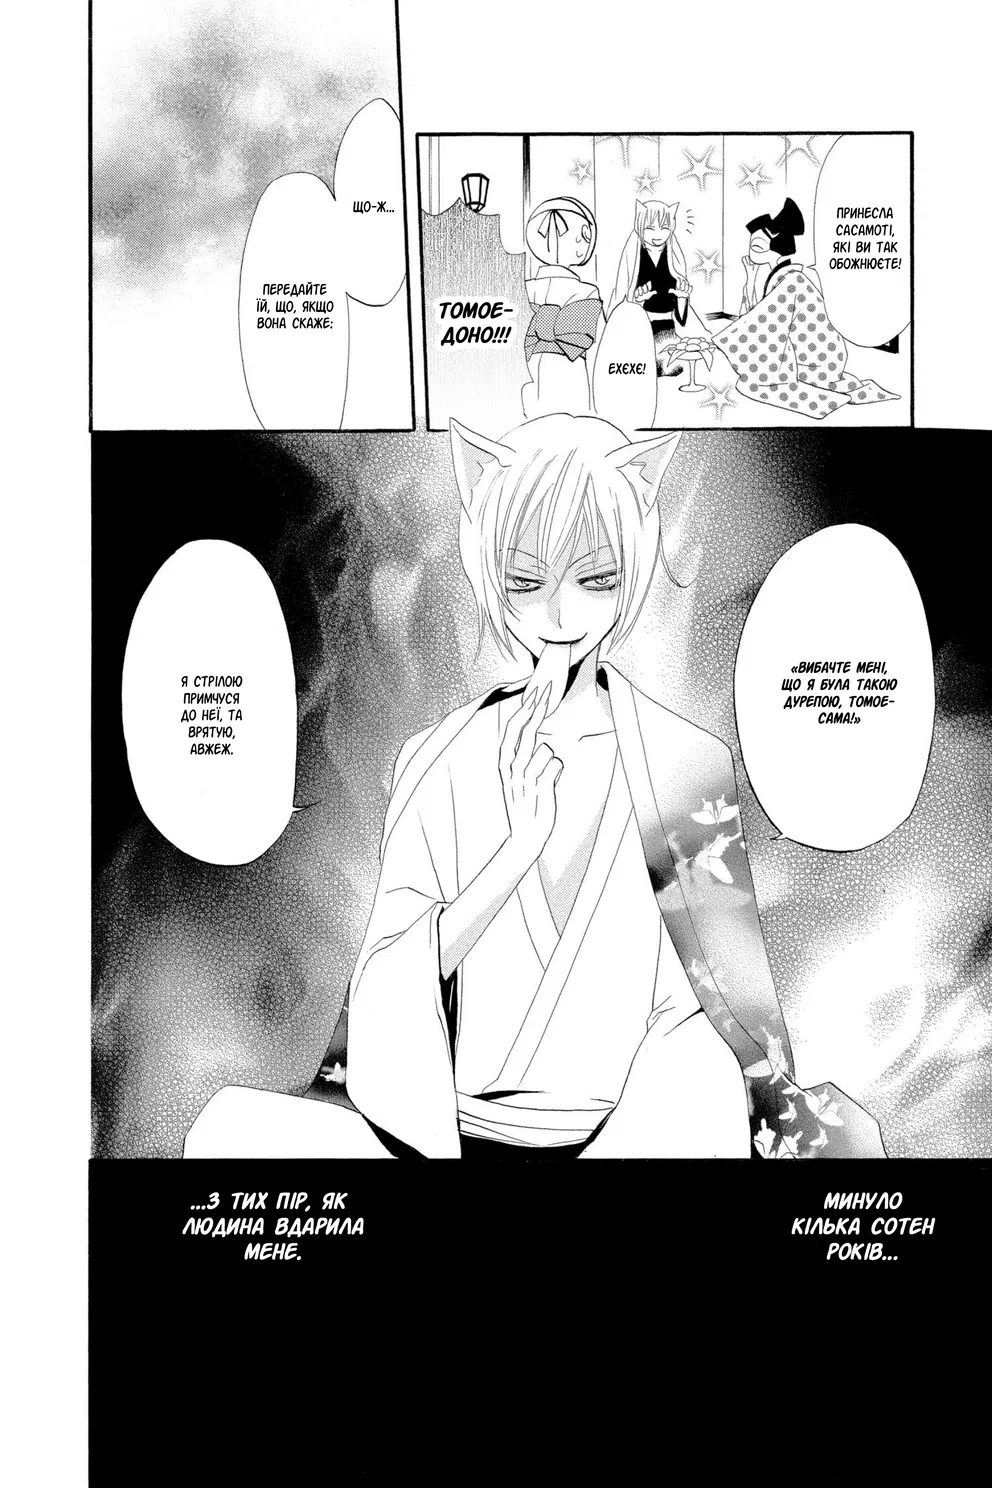 ПРИНЕСЛА
САСАМОТІ,
ЯКІ ВИ ТАК
ОБОЖНЮЄТЕ!
ЕХЄХЄ!
ТОМОЕ-
ДОНО!!!
ЩО-Ж...
ПЕРЕДАЙТЕ
ЇЙ, ЩО, ЯКЩО
ВОНА СКАЖЕ:
«ВИБАЧТЕ МЕНІ,
ЩО Я БУЛА ТАКОЮ
ДУРЕПОЮ, ТОМОЕ-
САМА!»
Я СТРІЛОЮ
ПРИМЧУСЯ
ДО НЕЇ, ТА
ВРЯТУЮ,
АВЖЕЖ.
МИНУЛО
КІЛЬКА СОТЕН
РОКІВ...
...З ТИХ ПІР, ЯК
ЛЮДИНА ВДАРИЛА
МЕНЕ.